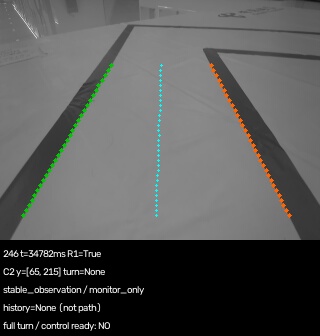 246 t=34782ms R1=True
C2 y=[65, 215] turn=None
stable_observation / monitor_only
history=None (not path)
full turn / control ready: NO